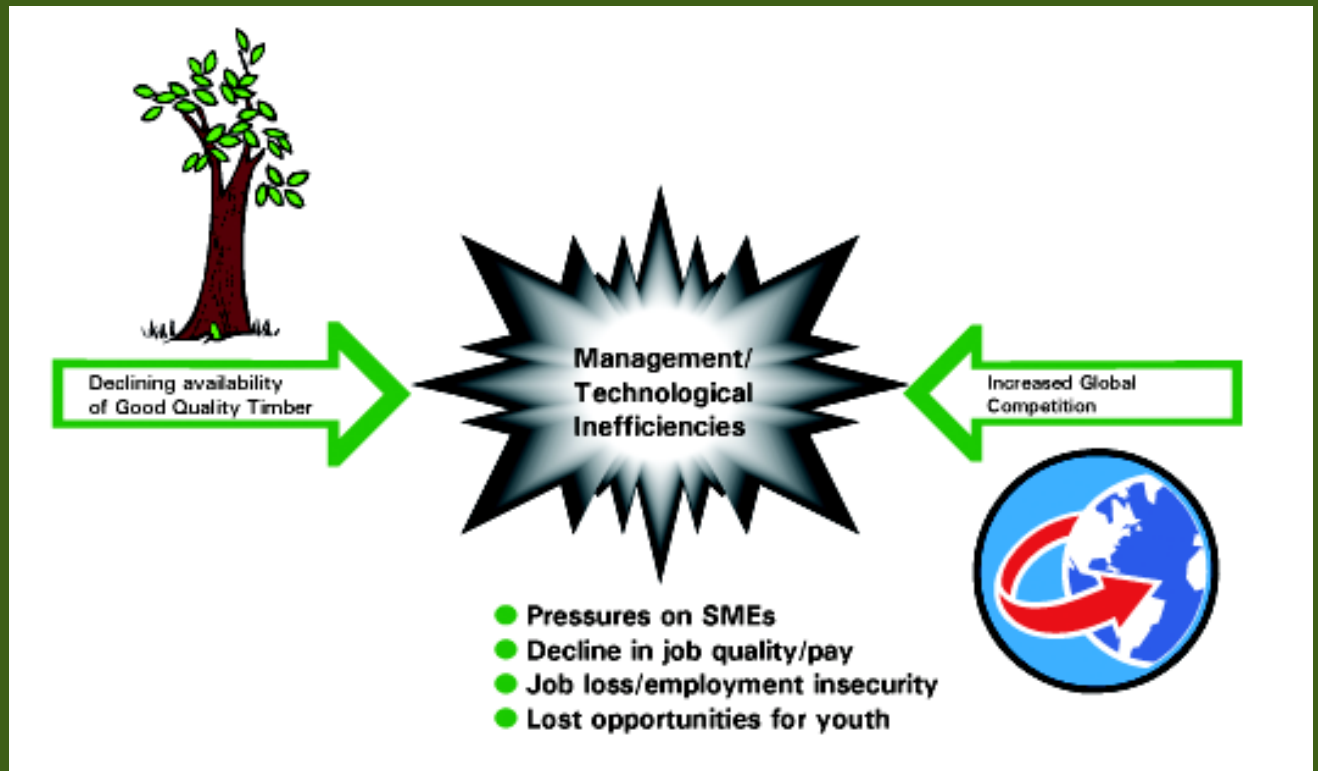 Declining availability
of Good Quality Timber
Management/
Technological
Inefficiencies
Increased Global
Competition
Pressures on SMEs
Decline in job quality/pay
Job loss/employment insecurity
Lost opportunities for youth